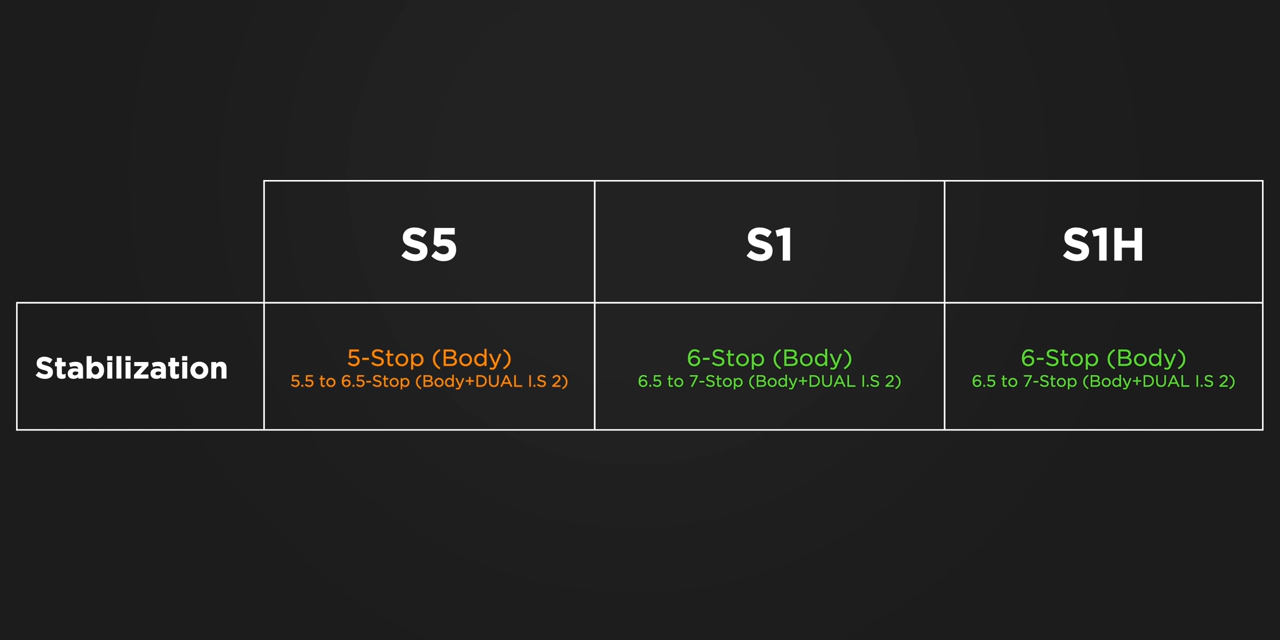 S5
S1
S1H
Stabilization
5-Stop (Body)
5.5 to 6.5-Stop (Body+DUAL I.S 2)
6-Stop (Body)
6.5 to 7-Stop (Body+DUAL I.S 2)
6-Stop (Body)
6.5 to 7-Stop (Body+DUAL I.S 2)